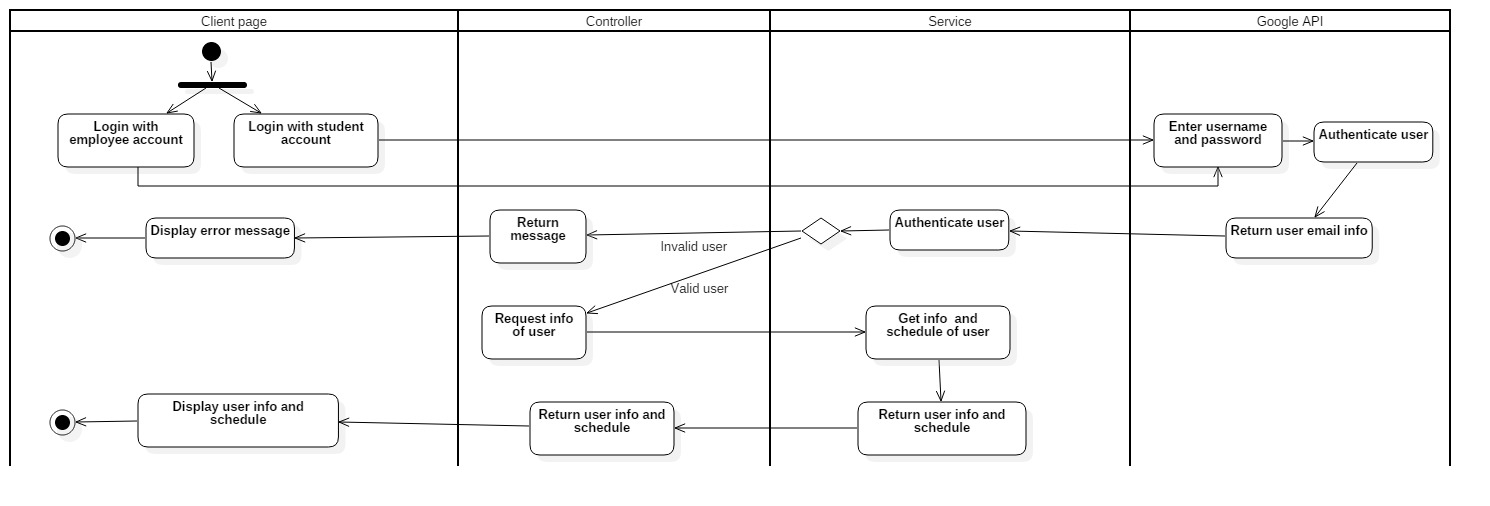 Client page
Controller
Service
Google API
Login with
employee account
Login with student
account
Enter username
and password
Authenticate user
Display error message
Return
message
Authenticate user
Return user email info
Invalid user
Valid user
Request info
of user
Get info  and
schedule of user
Display user info and
schedule
Return user info and
schedule
Return user info and
schedule